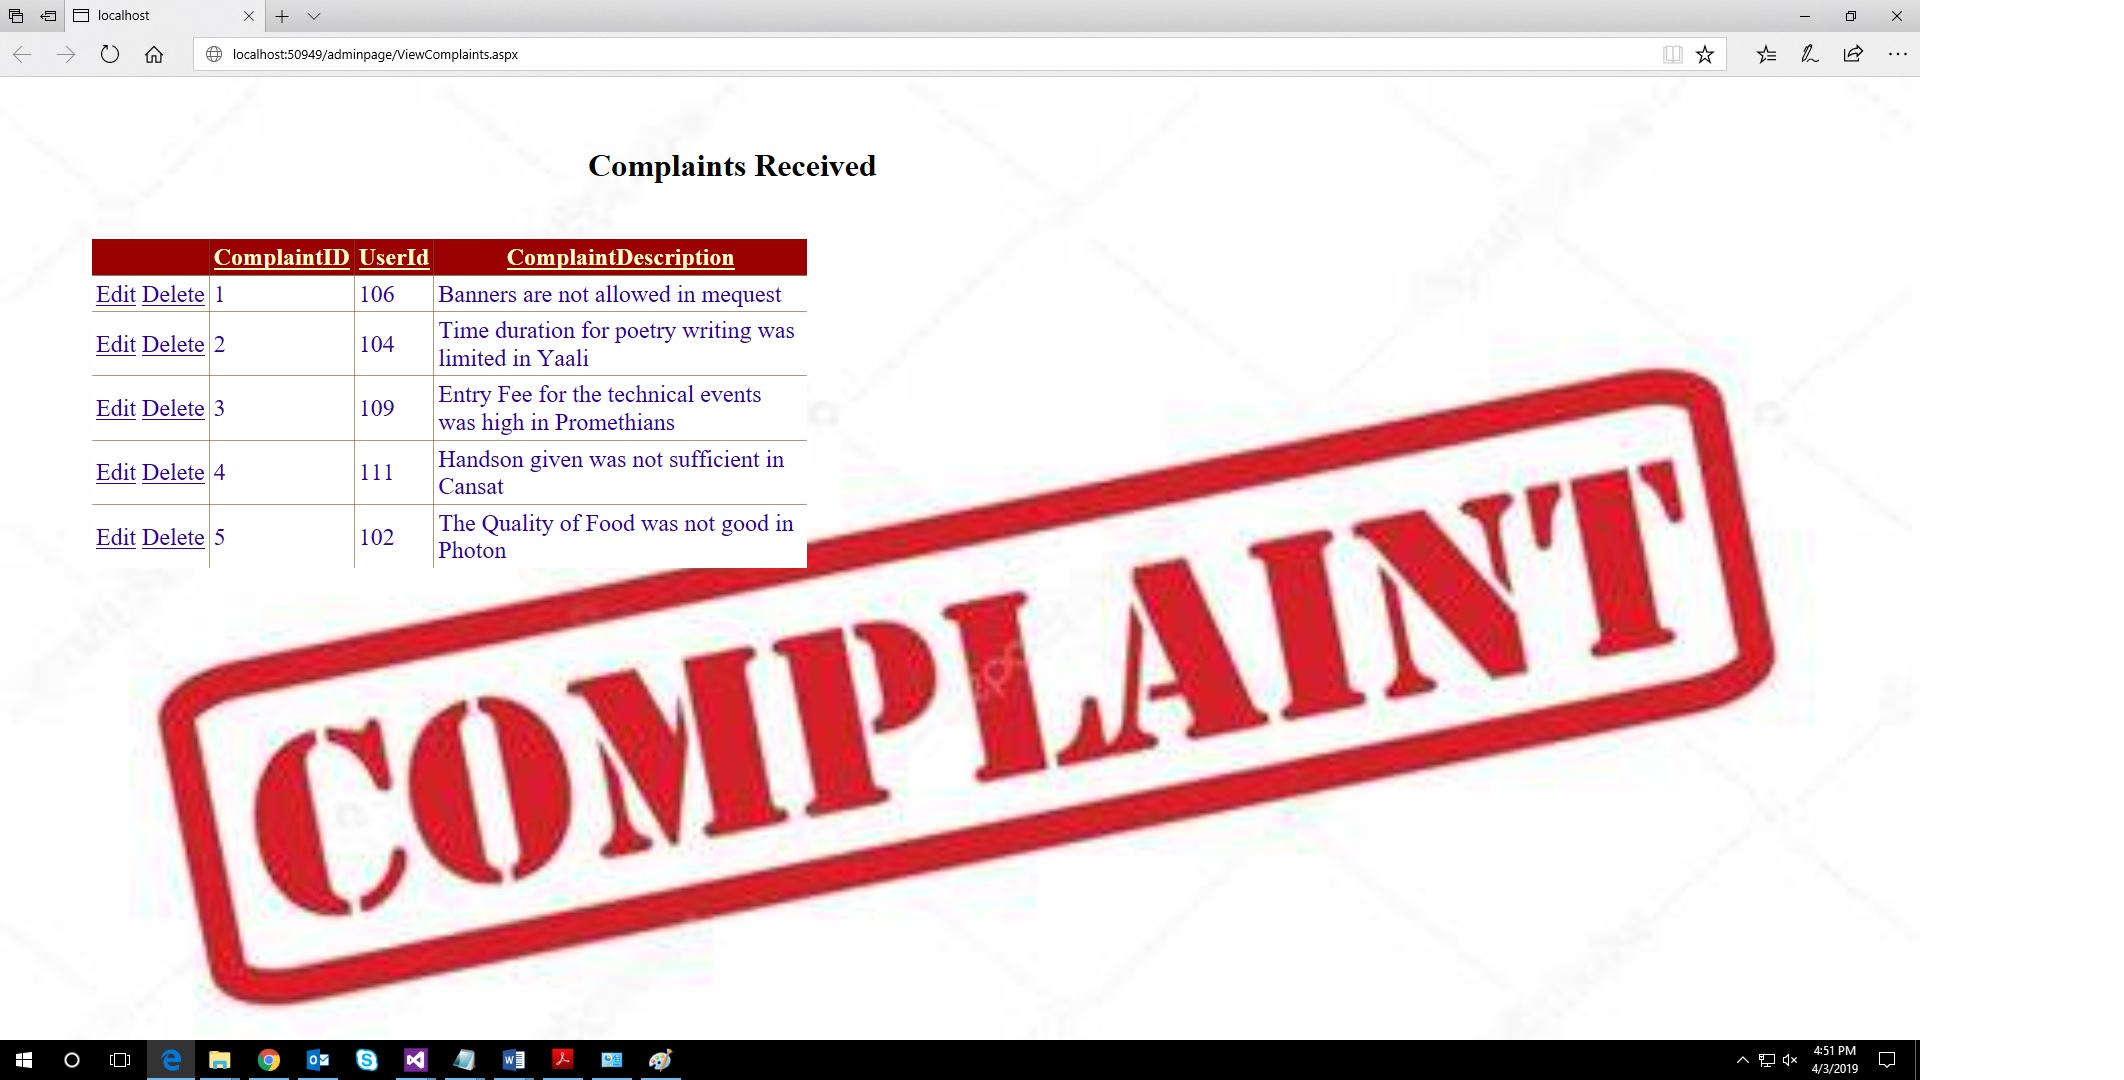 localhost
localhost:50949/adminpage/ViewComplaints.aspx
Complaints Received
ComplaintID UserId ComplaintDescription
Edit Delete 1 106 Banners are not allowed in mequest
Edit Delete 2 104 Time duration for poetry writing was
limited in Yaali
Edit Delete 3 109 Entry Fee for the technical events
was high in Promethians
Edit Delete 4 111 Handson given was not sufficient in
Cansat
Edit Delete 5 102 The Quality of Food was not good in
Photon
COMPLAINT
4:51 PM
4/3/2019